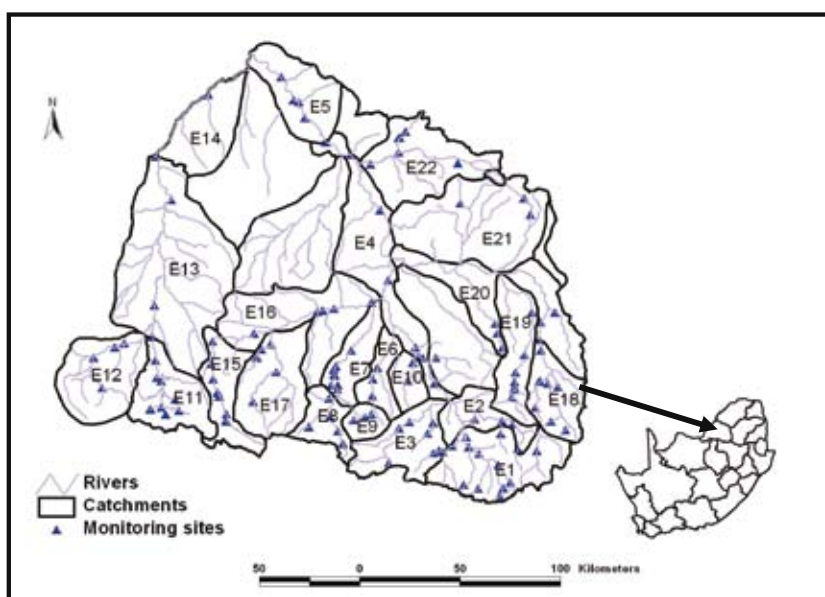 N
E5
E14
E22
E4
E21
E13
E20
E16
E19
E15
E6
E7
E12
E10
E11
E17
E18
E8
E9
E2
E3
E1
Rivers
Catchments
Monitoring sites
50 0 50 100 Kilometers